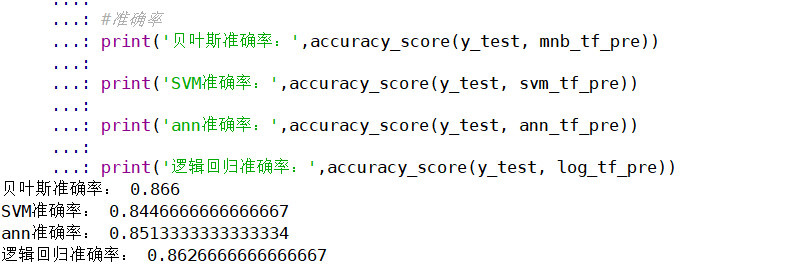 ...:
...: #准确率
...: print('贝叶斯准确率：',accuracy_score(y_test, mnb_tf_pre))
...:
...: print('SVM准确率：',accuracy_score(y_test, svm_tf_pre))
...:
...: print('ann准确率：',accuracy_score(y_test, ann_tf_pre))
...:
...: print('逻辑回归准确率：',accuracy_score(y_test, log_tf_pre))
贝叶斯准确率： 0.866
SVM准确率： 0.8446666666666667
ann准确率： 0.8513333333333334
逻辑回归准确率： 0.8626666666666667